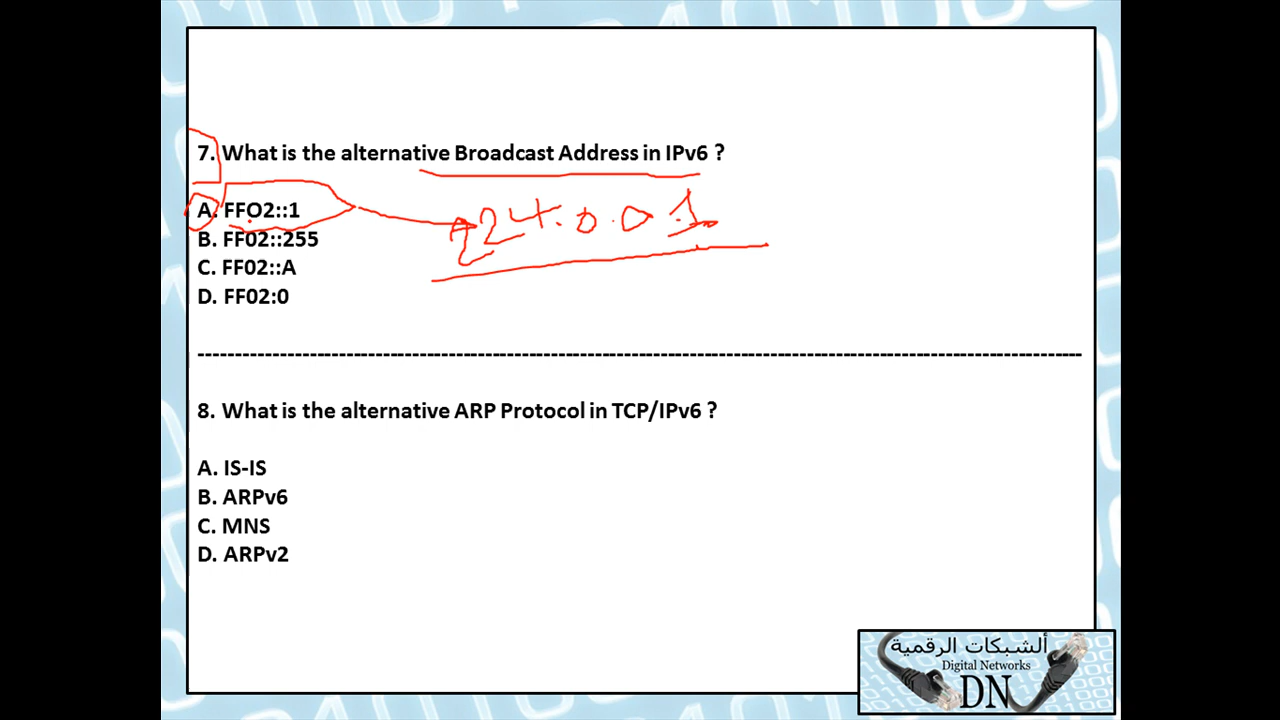 7. What is the alternative Broadcast Address in IPv6 ?
A. FFO2::1
224.0.0.1
B. FF02::255
C. FF02::A
D. FF02:0
--------------------------------------------------------------------------------
8. What is the alternative ARP Protocol in TCP/IPv6 ?
A. IS-IS
B. ARPv6
C. MNS
D. ARPv2
ألشبكات الرقمية
Digital Networks
DN